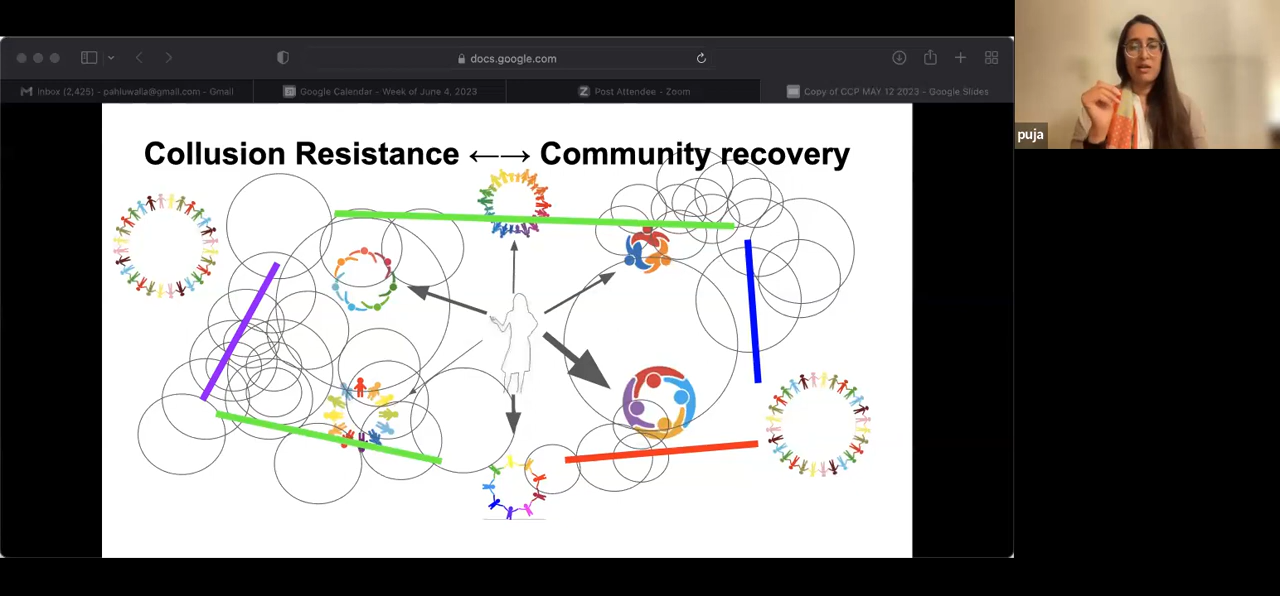 docs.google.com
Inbox (2,425) - pahluwalia@gmail.com - Gmail
Google Calendar - Week of June 4, 2023
Post Attendee - Zoom
Copy of CCP MAY 12 2023 - Google Slides
puja
Collusion Resistance ←→ Community recovery